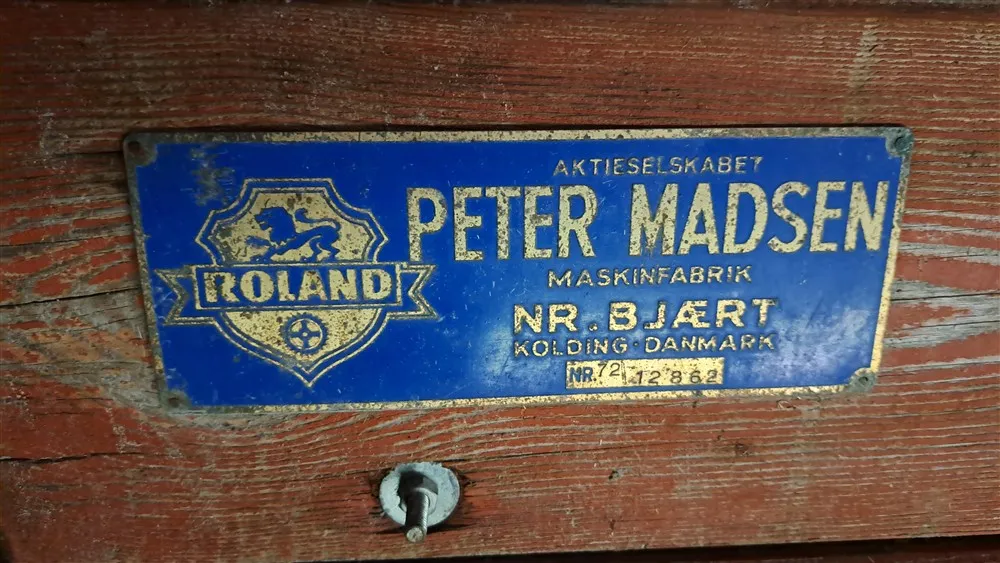 ROLAND
AKTIESELSKABET
PETER MADSEN
MASKINFABRIK
NR. BJÆRT
KOLDING · DANMARK
NR. 72 12862